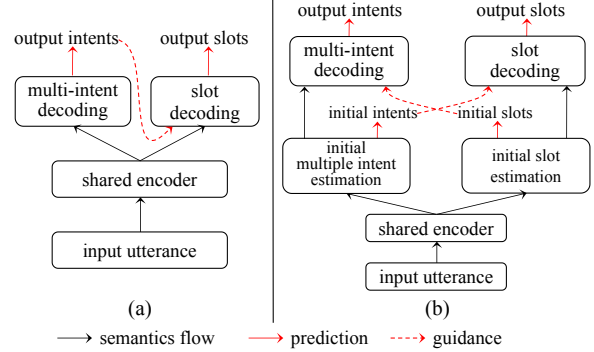 output intents
output slots
multi-intent
decoding
slot
decoding
shared encoder
input utterance
(a)
output intents
output slots
multi-intent
decoding
slot
decoding
initial intents
initial slots
initial
multiple intent
estimation
initial slot
estimation
shared encoder
input utterance
(b)
semantics flow
prediction
guidance